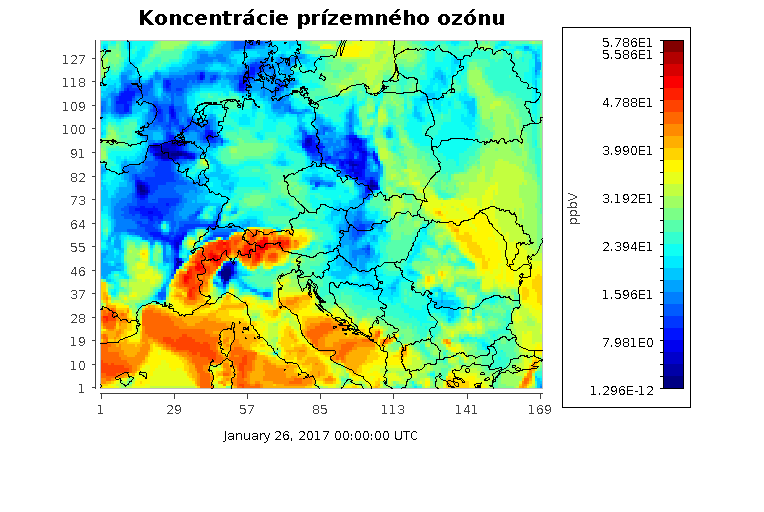 Koncentrácie prízemného ozónu
127
118
109
100
91
82
73
64
55
46
37
28
19
10
1
1 29 57 85 113 141 169
January 26, 2017 00:00:00 UTC
ppbV
5.786E1
5.586E1
4.788E1
3.990E1
3.192E1
2.394E1
1.596E1
7.981E0
1.296E-12